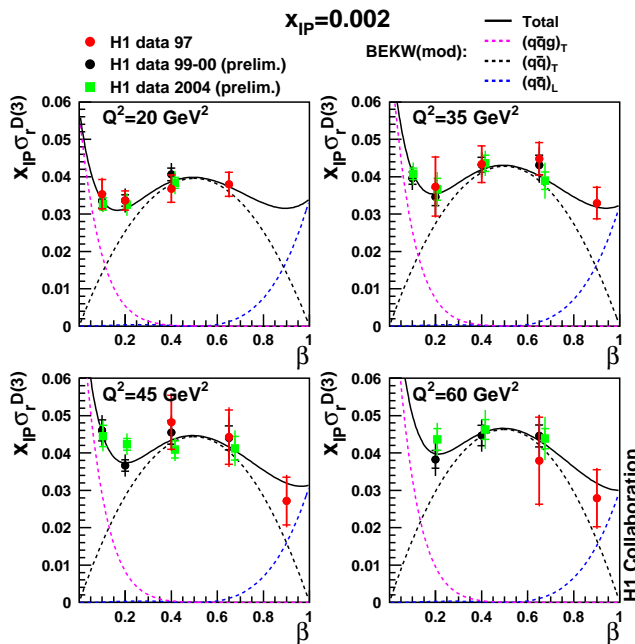 x_IP=0.002
H1 data 97
H1 data 99-00 (prelim.)
H1 data 2004 (prelim.)
BEKW(mod):
Total
(qq̄g)_T
(qq̄)_T
(qq̄)_L
Q²=20 GeV²
x_IP σ_r^D(3)
0.06
0.05
0.04
0.03
0.02
0.01
0
0.2 0.4 0.6 0.8 1
β
Q²=35 GeV²
x_IP σ_r^D(3)
0.06
0.05
0.04
0.03
0.02
0.01
0
0.2 0.4 0.6 0.8 1
β
Q²=45 GeV²
x_IP σ_r^D(3)
0.06
0.05
0.04
0.03
0.02
0.01
0
0.2 0.4 0.6 0.8 1
β
Q²=60 GeV²
x_IP σ_r^D(3)
0.06
0.05
0.04
0.03
0.02
0.01
0
0.2 0.4 0.6 0.8 1
β
H1 Collaboration